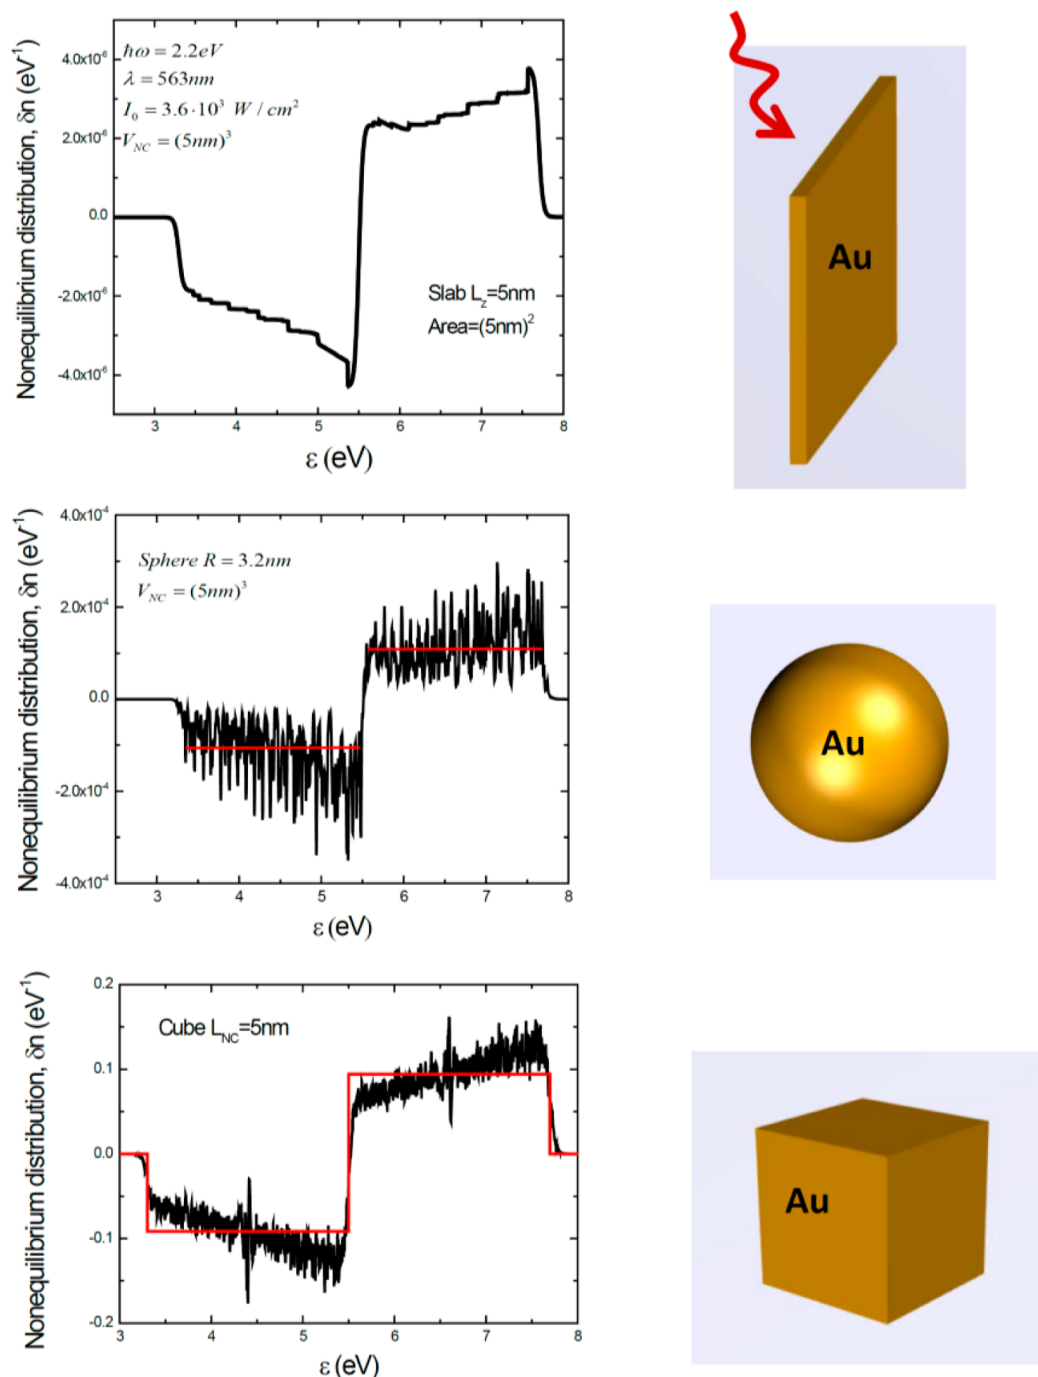 Nonequilibrium distribution, δn (eV⁻¹)
4.0x10⁻⁶
2.0x10⁻⁶
0.0
-2.0x10⁻⁶
-4.0x10⁻⁶
ħω = 2.2eV
λ = 563nm
I₀ = 3.6·10³ W / cm²
V_NC = (5nm)³
Slab L_z=5nm
Area=(5nm)²
3 4 5 6 7 8
ε (eV)
Au
Nonequilibrium distribution, δn (eV⁻¹)
4.0x10⁻⁴
2.0x10⁻⁴
0.0
-2.0x10⁻⁴
-4.0x10⁻⁴
Sphere R = 3.2nm
V_NC = (5nm)³
3 4 5 6 7 8
ε (eV)
Au
Nonequilibrium distribution, δn (eV⁻¹)
0.2
0.1
0.0
-0.1
-0.2
Cube L_NC=5nm
3 4 5 6 7 8
ε (eV)
Au